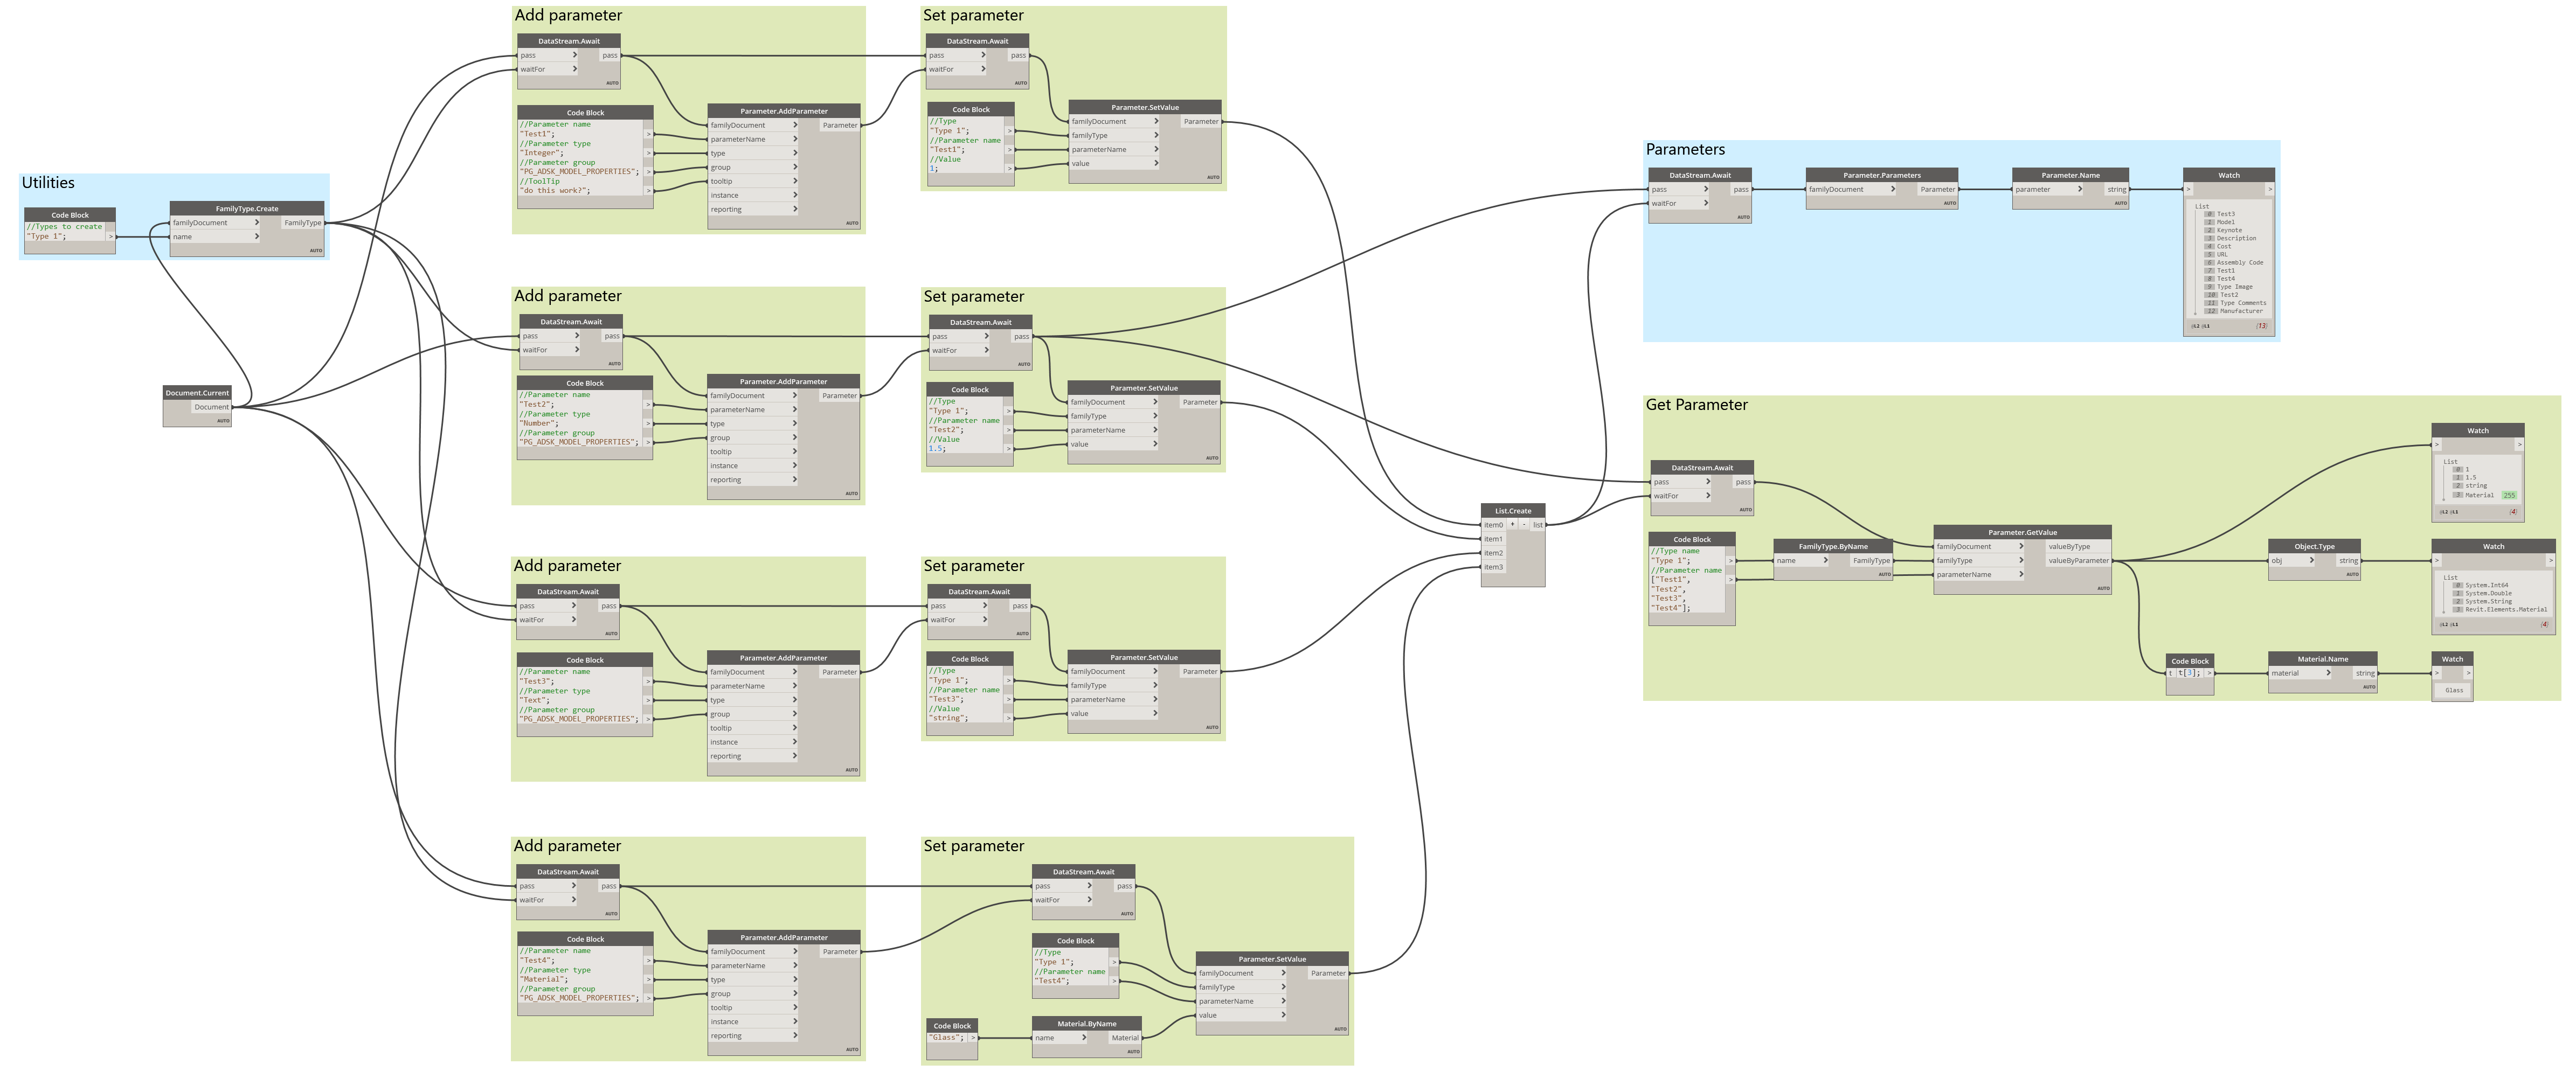 Utilities
Code Block
//Types to create
"Type 1";
>
FamilyType.Create
familyDocument
FamilyType
name
AUTO
Document.Current
Document
AUTO
Add parameter
DataStream.Await
pass
pass
waitFor
AUTO
Code Block
//Parameter name
"Test1";
//Parameter type
"Integer";
//Parameter group
"PG_ADSK_MODEL_PROPERTIES";
//ToolTip
"do this work?";
Parameter.AddParameter
familyDocument
Parameter
parameterName
type
group
tooltip
instance
reporting
AUTO
Set parameter
DataStream.Await
pass
pass
waitFor
AUTO
Code Block
//Type
"Type 1";
//Parameter name
"Test1";
//Value
1;
Parameter.SetValue
familyDocument
Parameter
familyType
parameterName
value
AUTO
Add parameter
DataStream.Await
pass
pass
waitFor
AUTO
Code Block
//Parameter name
"Test2";
//Parameter type
"Number";
//Parameter group
"PG_ADSK_MODEL_PROPERTIES";
Parameter.AddParameter
familyDocument
Parameter
parameterName
type
group
tooltip
instance
reporting
AUTO
Set parameter
DataStream.Await
pass
pass
waitFor
AUTO
Code Block
//Type
"Type 1";
//Parameter name
"Test2";
//Value
1.5;
Parameter.SetValue
familyDocument
Parameter
familyType
parameterName
value
AUTO
Add parameter
DataStream.Await
pass
pass
waitFor
AUTO
Code Block
//Parameter name
"Test3";
//Parameter type
"Text";
//Parameter group
"PG_ADSK_MODEL_PROPERTIES";
Parameter.AddParameter
familyDocument
Parameter
parameterName
type
group
tooltip
instance
reporting
AUTO
Set parameter
DataStream.Await
pass
pass
waitFor
AUTO
Code Block
//Type
"Type 1";
//Parameter name
"Test3";
//Value
"string";
Parameter.SetValue
familyDocument
Parameter
familyType
parameterName
value
AUTO
Add parameter
DataStream.Await
pass
pass
waitFor
AUTO
Code Block
//Parameter name
"Test4";
//Parameter type
"Material";
//Parameter group
"PG_ADSK_MODEL_PROPERTIES";
Parameter.AddParameter
familyDocument
Parameter
parameterName
type
group
tooltip
instance
reporting
AUTO
Set parameter
DataStream.Await
pass
pass
waitFor
AUTO
Code Block
//Type
"Type 1";
//Parameter name
"Test4";
Code Block
"Glass";
Material.ByName
name
Material
AUTO
Parameter.SetValue
familyDocument
Parameter
familyType
parameterName
value
AUTO
List.Create
item0 + - list
item1
item2
item3
AUTO
Parameters
DataStream.Await
pass
pass
waitFor
AUTO
Parameter.Parameters
familyDocument
Parameter
AUTO
Parameter.Name
parameter
string
AUTO
Watch
List
0 Test3
1 Model
2 Keynote
3 Description
4 Cost
5 URL
6 Assembly Code
7 Test1
8 Test4
9 Type Image
10 Test2
11 Type Comments
12 Manufacturer
@L2 @L1
{13}
Get Parameter
DataStream.Await
pass
pass
waitFor
AUTO
Code Block
//Type name
"Type 1";
//Parameter name
["Test1",
"Test2",
"Test3",
"Test4"];
FamilyType.ByName
name
FamilyType
AUTO
Parameter.GetValue
familyDocument
valueByType
familyType
valueByParameter
parameterName
AUTO
Watch
List
0 1
1 1.5
2 string
3 Material 255
@L2 @L1
{4}
Object.Type
obj
string
AUTO
Watch
List
0 System.Int64
1 System.Double
2 System.String
3 Revit.Elements.Material
@L2 @L1
{4}
Code Block
t
t[3];
Material.Name
material
string
AUTO
Watch
Glass